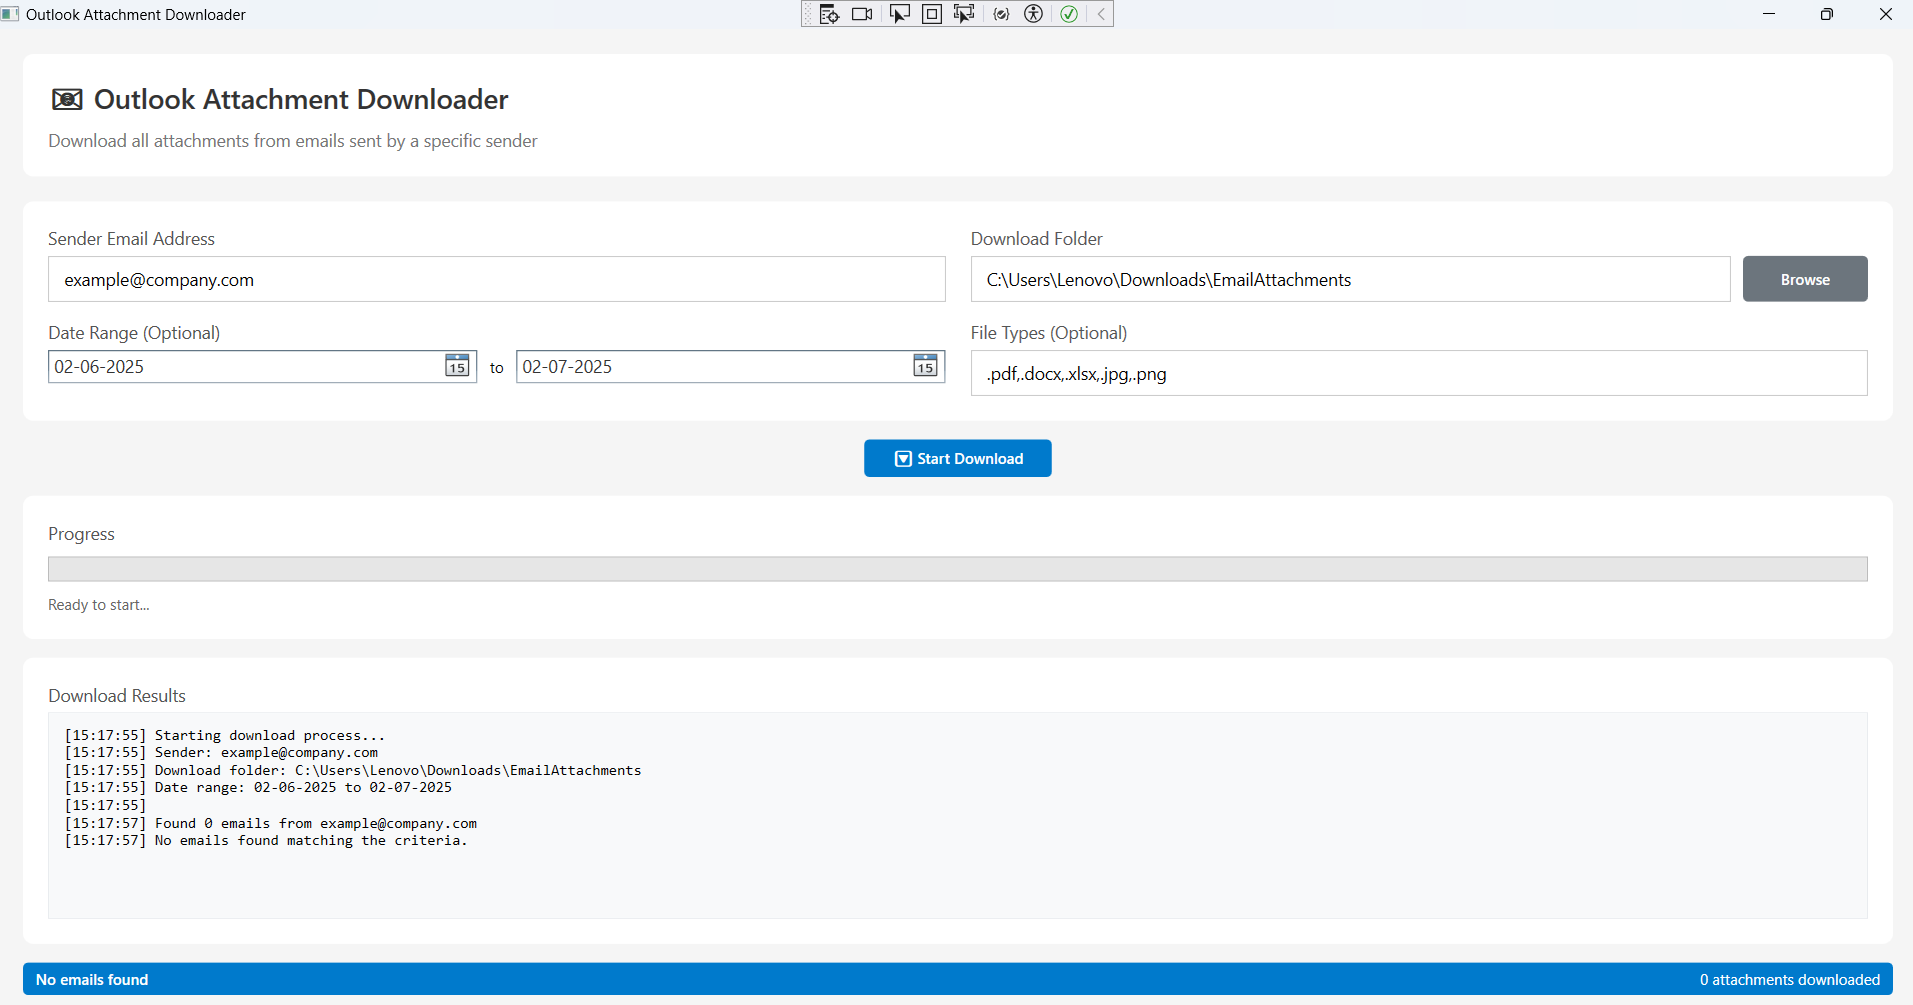 Outlook Attachment Downloader
Outlook Attachment Downloader
Download all attachments from emails sent by a specific sender
Sender Email Address
example@company.com
Download Folder
C:\Users\Lenovo\Downloads\EmailAttachments
Browse
Date Range (Optional)
02-06-2025
15
to
02-07-2025
15
File Types (Optional)
.pdf,.docx,.xlsx,.jpg,.png
Start Download
Progress
Ready to start...
Download Results
[15:17:55] Starting download process...
[15:17:55] Sender: example@company.com
[15:17:55] Download folder: C:\Users\Lenovo\Downloads\EmailAttachments
[15:17:55] Date range: 02-06-2025 to 02-07-2025
[15:17:55]
[15:17:57] Found 0 emails from example@company.com
[15:17:57] No emails found matching the criteria.
No emails found
0 attachments downloaded